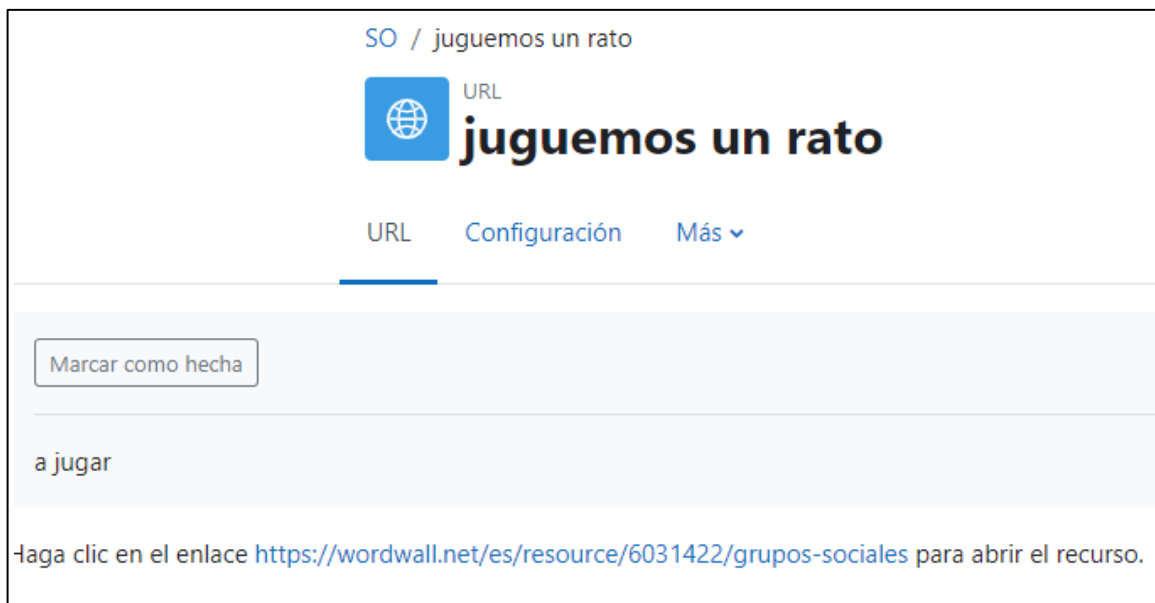 SO / juguemos un rato
URL
juguemos un rato
URL Configuración Más
Marcar como hecha
a jugar
Haga clic en el enlace https://wordwall.net/es/resource/6031422/grupos-sociales para abrir el recurso.